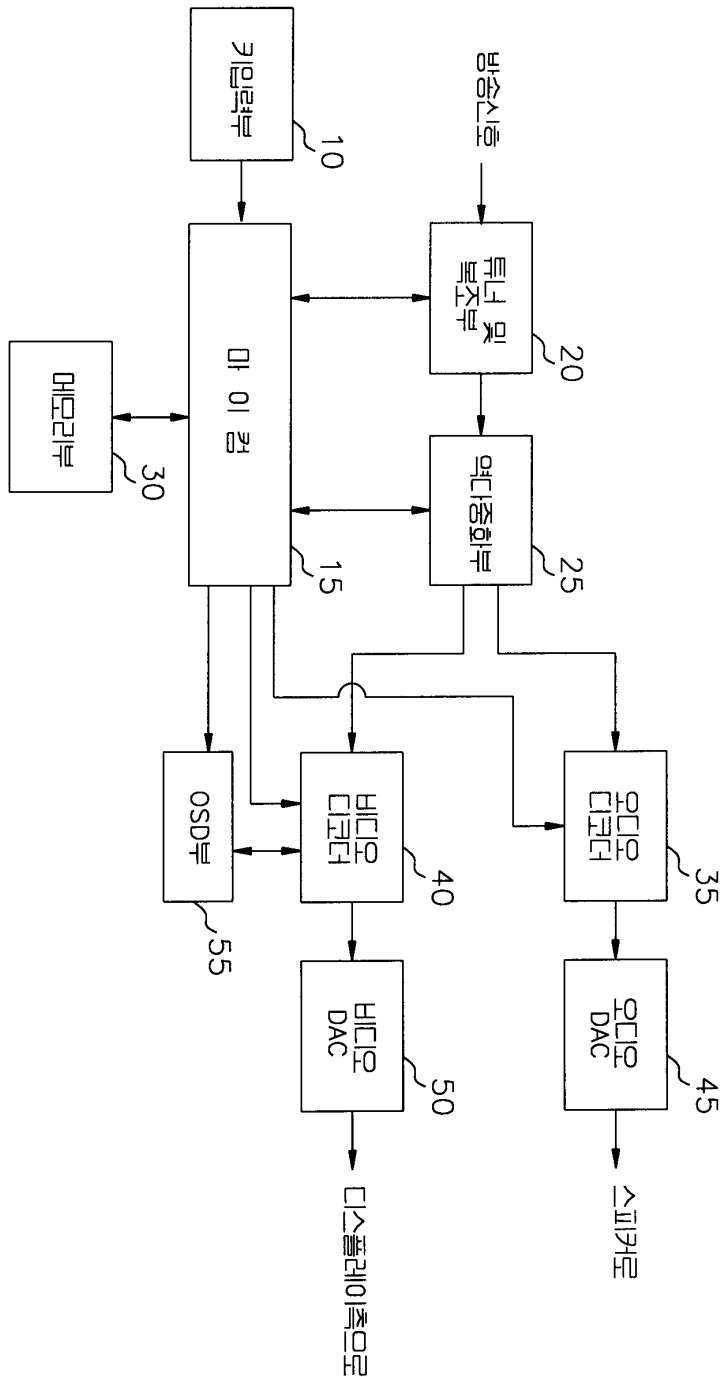 방송신호
튜너 및
복조부
20
역다중화부
25
오디오
디코더
35
오디오
DAC
45
스피커로
키입력부
10
마 이 컴
15
비디오
디코더
40
비디오
DAC
50
디스플레이측으로
메모리부
30
OSD부
55